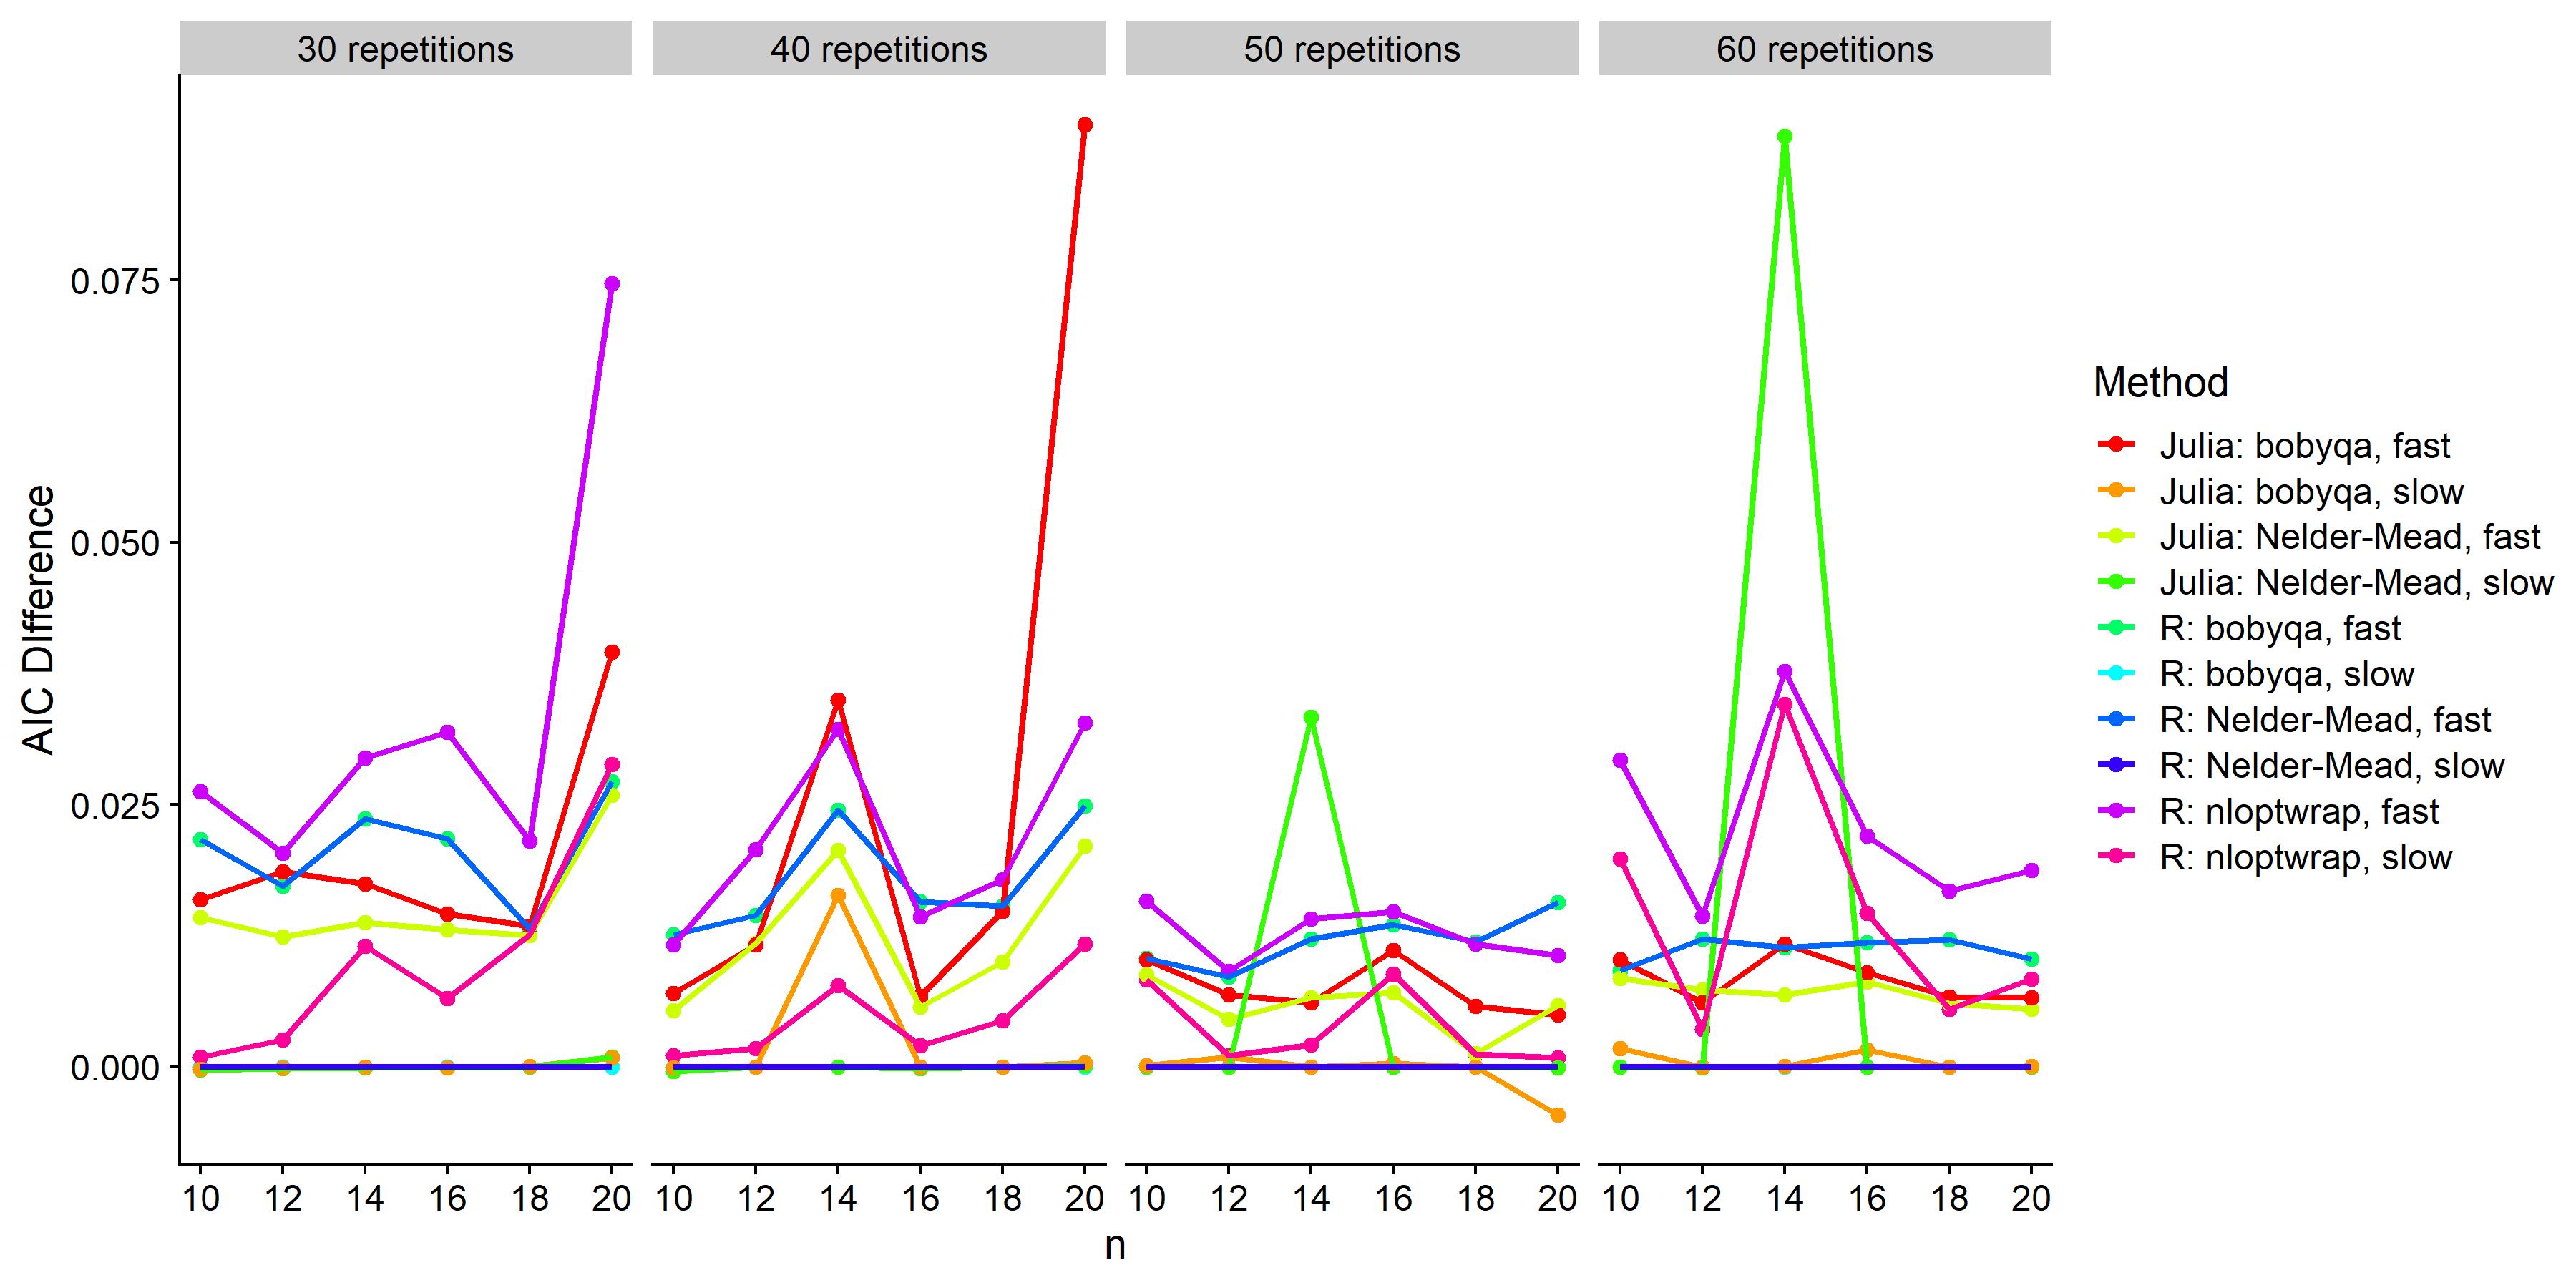 30 repetitions
40 repetitions
50 repetitions
60 repetitions
AIC DIfference
0.075
0.050
0.025
0.000
10 12 14 16 18 20
10 12 14 16 18 20
10 12 14 16 18 20
10 12 14 16 18 20
n
Method
Julia: bobyqa, fast
Julia: bobyqa, slow
Julia: Nelder-Mead, fast
Julia: Nelder-Mead, slow
R: bobyqa, fast
R: bobyqa, slow
R: Nelder-Mead, fast
R: Nelder-Mead, slow
R: nloptwrap, fast
R: nloptwrap, slow